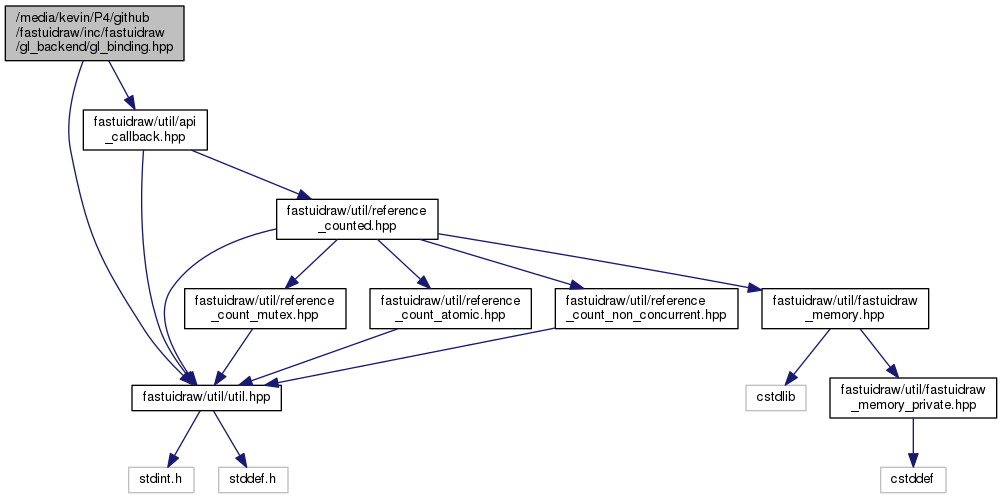 /media/kevin/P4/github
/fastuidraw/inc/fastuidraw
/gl_backend/gl_binding.hpp
fastuidraw/util/api
_callback.hpp
fastuidraw/util/reference
_counted.hpp
fastuidraw/util/reference
_count_mutex.hpp
fastuidraw/util/reference
_count_atomic.hpp
fastuidraw/util/reference
_count_non_concurrent.hpp
fastuidraw/util/fastuidraw
_memory.hpp
fastuidraw/util/util.hpp
cstdlib
fastuidraw/util/fastuidraw
_memory_private.hpp
stdint.h
stddef.h
cstddef